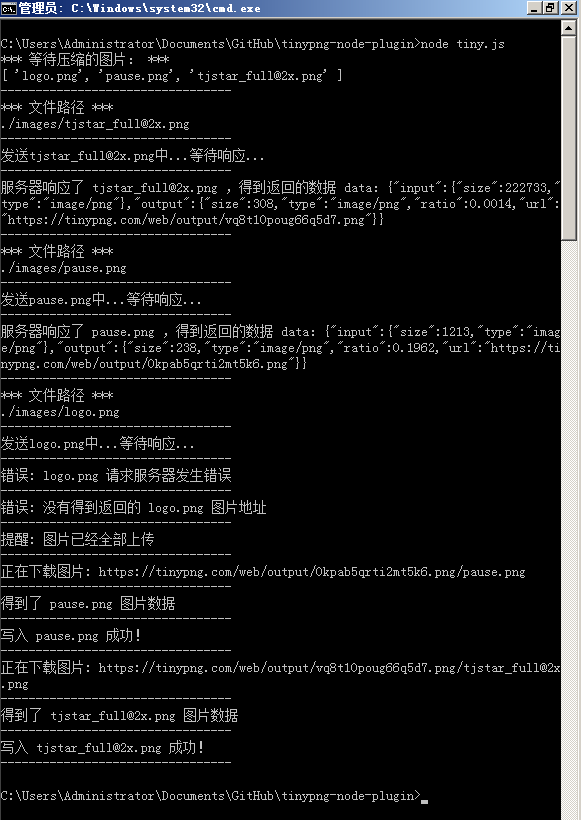 管理员: C:\Windows\system32\cmd.exe
C:\Users\Administrator\Documents\GitHub\tinypng-node-plugin>node tiny.js
*** 等待压缩的图片: ***
[ 'logo.png', 'pause.png', 'tjstar_full@2x.png' ]
---------------------------------
*** 文件路径 ***
./images/tjstar_full@2x.png
---------------------------------
发送tjstar_full@2x.png中...等待响应...
---------------------------------
服务器响应了 tjstar_full@2x.png ，得到返回的数据 data: {"input":{"size":222733,"
type":"image/png"},"output":{"size":308,"type":"image/png","ratio":0.0014,"url":
"https://tinypng.com/web/output/vq8t10poug66q5d7.png"}}
---------------------------------
*** 文件路径 ***
./images/pause.png
---------------------------------
发送pause.png中...等待响应...
---------------------------------
服务器响应了 pause.png ，得到返回的数据 data: {"input":{"size":1213,"type":"imag
e/png"},"output":{"size":238,"type":"image/png","ratio":0.1962,"url":"https://ti
nypng.com/web/output/0kpab5qrti2mt5k6.png"}}
---------------------------------
*** 文件路径 ***
./images/logo.png
---------------------------------
发送logo.png中...等待响应...
---------------------------------
错误: logo.png 请求服务器发生错误
---------------------------------
错误: 没有得到返回的 logo.png 图片地址
---------------------------------
提醒: 图片已经全部上传
---------------------------------
正在下载图片: https://tinypng.com/web/output/0kpab5qrti2mt5k6.png/pause.png
---------------------------------
得到了 pause.png 图片数据
---------------------------------
写入 pause.png 成功!
---------------------------------
正在下载图片: https://tinypng.com/web/output/vq8t10poug66q5d7.png/tjstar_full@2x
.png
---------------------------------
得到了 tjstar_full@2x.png 图片数据
---------------------------------
写入 tjstar_full@2x.png 成功!
---------------------------------
C:\Users\Administrator\Documents\GitHub\tinypng-node-plugin>